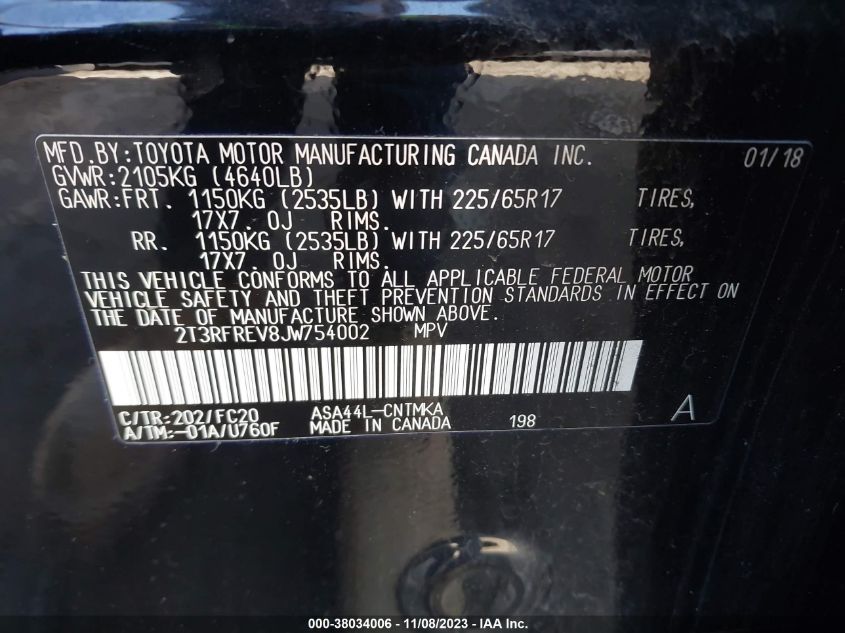 MFD.BY:TOYOTA MOTOR MANUFACTURING CANADA INC. 01/18
GVWR:2105KG (4640LB)
GAWR:FRT. 1150KG (2535LB) WITH 225/65R17 TIRES,
17X7.0J RIMS.
RR. 1150KG (2535LB) WITH 225/65R17 TIRES,
17X7.0J RIMS.
THIS VEHICLE CONFORMS TO ALL APPLICABLE FEDERAL MOTOR
VEHICLE SAFETY AND THEFT PREVENTION STANDARDS IN EFFECT ON
THE DATE OF MANUFACTURE SHOWN ABOVE.
2T3RFREV8JW754002 MPV
C/TR:202/FC20 ASA44L-CNTMKA
A/TM:-01A/U760F MADE IN CANADA 198 A
000-38034006 - 11/08/2023 - IAA Inc.